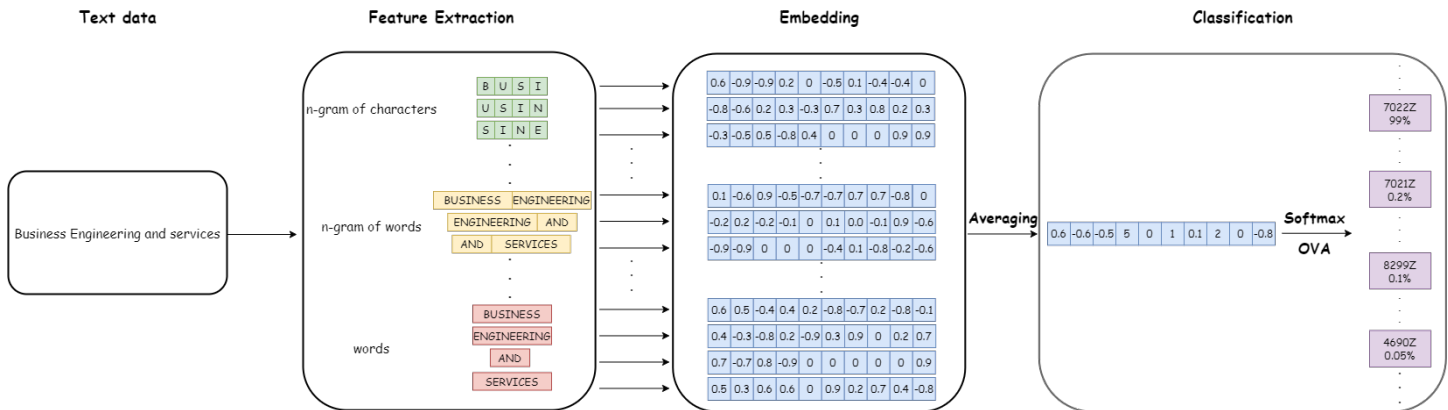 Text data
Feature Extraction
Embedding
Classification
Business Engineering and services
n-gram of characters
B U S I
U S I N
S I N E
n-gram of words
BUSINESS ENGINEERING
ENGINEERING AND
AND SERVICES
words
BUSINESS
ENGINEERING
AND
SERVICES
0.6 -0.9 -0.9 0.2 0 -0.5 0.1 -0.4 -0.4 0
-0.8 -0.6 0.2 0.3 -0.3 0.7 0.3 0.8 0.2 0.3
-0.3 -0.5 0.5 -0.8 0.4 0 0 0 0.9 0.9
0.1 -0.6 0.9 -0.5 -0.7 -0.7 0.7 0.7 -0.8 0
-0.2 0.2 -0.2 -0.1 0 0.1 0.0 -0.1 0.9 -0.6
-0.9 -0.9 0 0 0 -0.4 0.1 -0.8 -0.2 -0.6
0.6 0.5 -0.4 0.4 0.2 -0.8 -0.7 0.2 -0.8 -0.1
0.4 -0.3 -0.8 0.2 -0.9 0.3 0.9 0 0.2 0.7
0.7 -0.7 0.8 -0.9 0 0 0 0 0 0.9
0.5 0.3 0.6 0.6 0 0.9 0.2 0.7 0.4 -0.8
Averaging
0.6 -0.6 -0.5 5 0 1 0.1 2 0 -0.8
Softmax
OVA
7022Z
99%
7021Z
0.2%
8299Z
0.1%
4690Z
0.05%